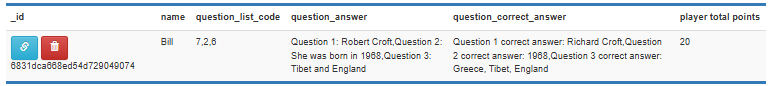 _id name question_list_code question_answer question_correct_answer player total points
Bill 7,2,6 Question 1: Robert Croft,Question 2: Question 1 correct answer: Richard Croft,Question 20
She was born in 1968,Question 3: 2 correct answer: 1968,Question 3 correct answer:
6831dca668ed54d729049074 Tibet and England Greece, Tibet, England